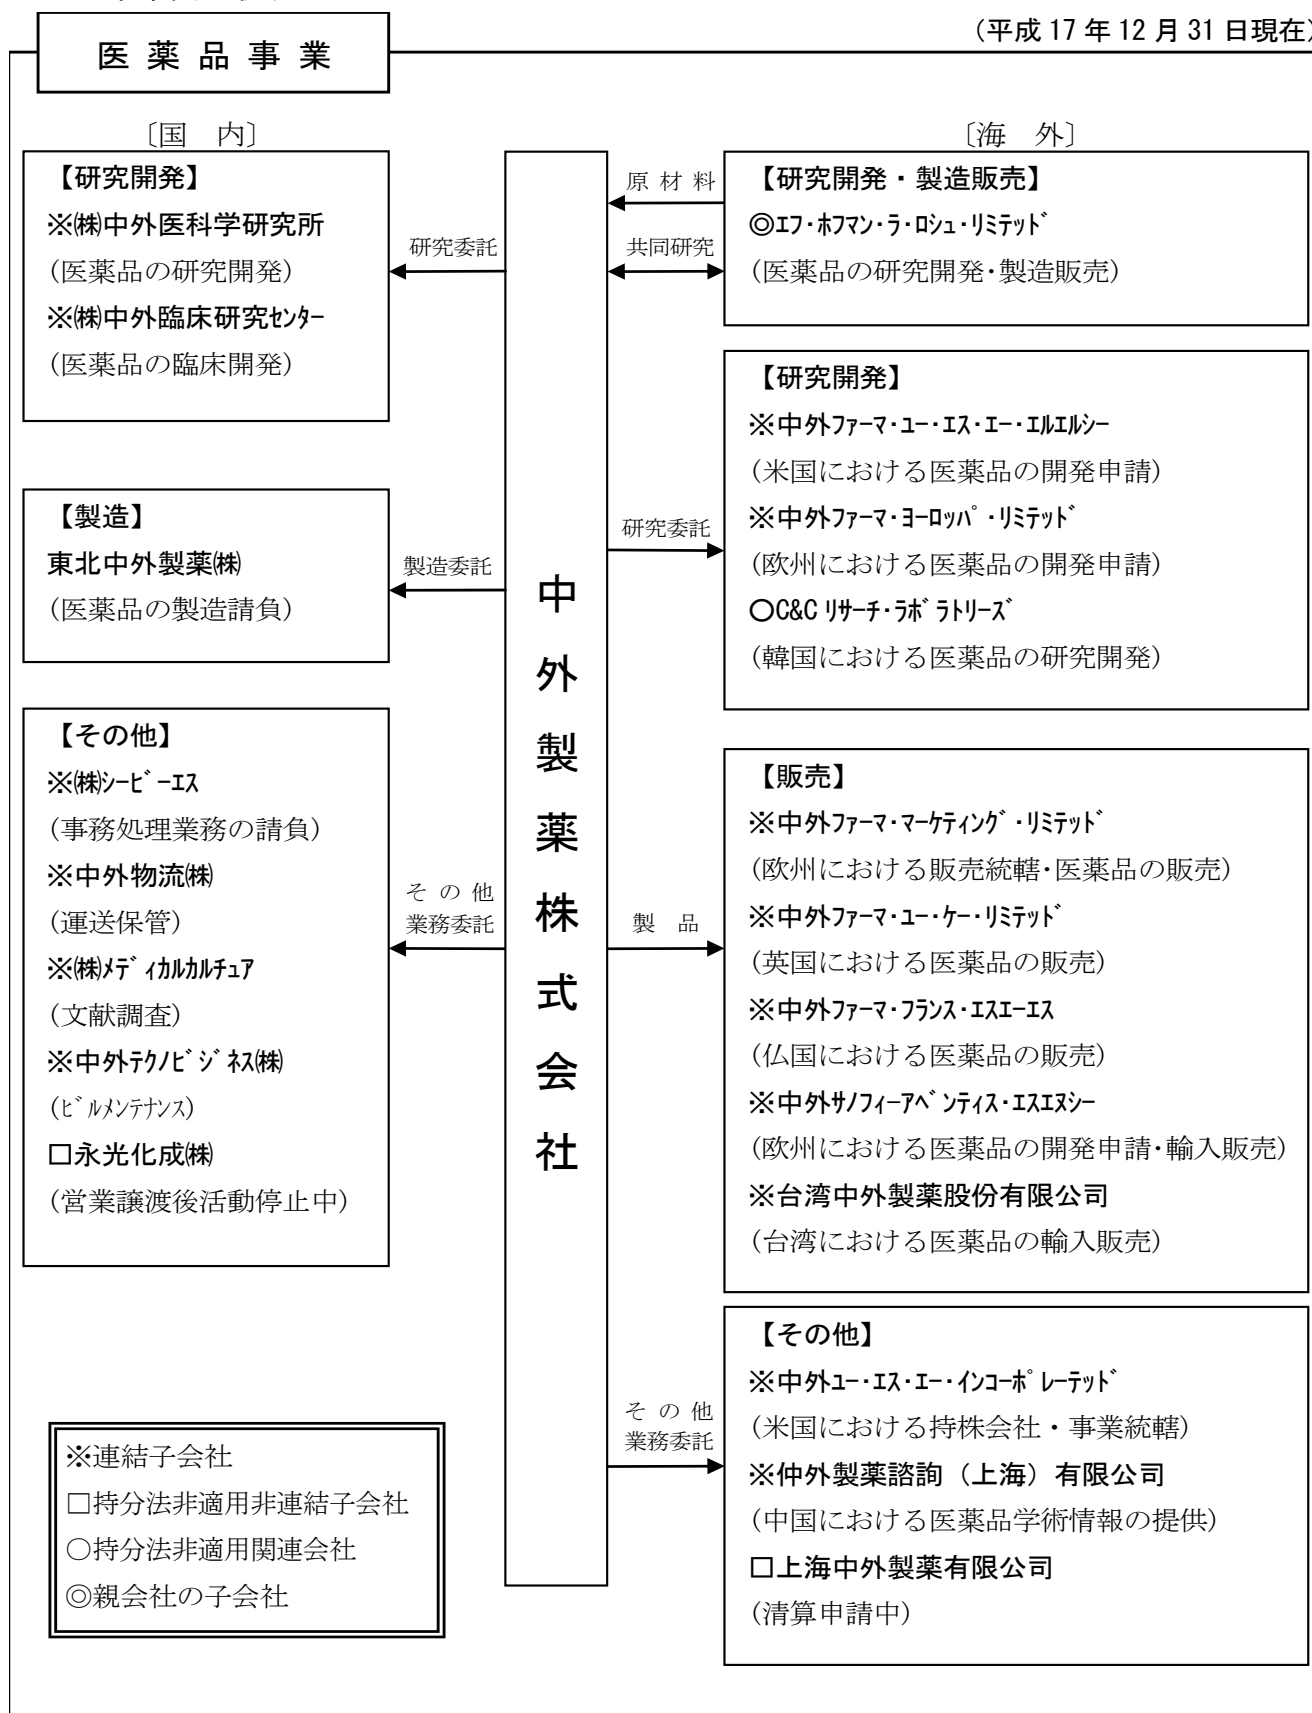 (平成 17 年 12 月 31 日現在)
医 薬 品 事 業
〔国 内〕
【研究開発】
※㈱中外医科学研究所
(医薬品の研究開発)
※㈱中外臨床研究ｾﾝﾀｰ
(医薬品の臨床開発)
研究委託
【製造】
東北中外製薬㈱
(医薬品の製造請負)
製造委託
【その他】
※㈱ｼｰﾋﾞｰｴｽ
(事務処理業務の請負)
※中外物流㈱
(運送保管)
※㈱ﾒﾃﾞｨｶﾙｶﾙﾁｭｱ
(文献調査)
※中外ﾃｸﾉﾋﾞｼﾞﾈｽ㈱
(ﾋﾞﾙﾒﾝﾃﾅﾝｽ)
□永光化成㈱
(営業譲渡後活動停止中)
そ の 他
業務委託
中外製薬株式会社
〔海 外〕
原 材 料
共同研究
【研究開発・製造販売】
◎ｴﾌ･ﾎﾌﾏﾝ･ﾗ･ﾛｼｭ･ﾘﾐﾃｯﾄﾞ
(医薬品の研究開発･製造販売)
研究委託
【研究開発】
※中外ﾌｧｰﾏ･ﾕｰ･ｴｽ･ｴｰ･ｴﾙｴﾙｼｰ
(米国における医薬品の開発申請)
※中外ﾌｧｰﾏ･ﾖｰﾛｯﾊﾟ･ﾘﾐﾃｯﾄﾞ
(欧州における医薬品の開発申請)
○C&C ﾘｻｰﾁ･ﾗﾎﾞﾗﾄﾘｰｽﾞ
(韓国における医薬品の研究開発)
製 品
【販売】
※中外ﾌｧｰﾏ･ﾏｰｹﾃｨﾝｸﾞ･ﾘﾐﾃｯﾄﾞ
(欧州における販売統轄･医薬品の販売)
※中外ﾌｧｰﾏ･ﾕｰ･ｹｰ･ﾘﾐﾃｯﾄﾞ
(英国における医薬品の販売)
※中外ﾌｧｰﾏ･ﾌﾗﾝｽ･ｴｽｴｰｴｽ
(仏国における医薬品の販売)
※中外ｻﾉﾌｨｰｱﾍﾞﾝﾃｨｽ･ｴｽｴﾇｼｰ
(欧州における医薬品の開発申請･輸入販売)
※台湾中外製薬股份有限公司
(台湾における医薬品の輸入販売)
そ の 他
業務委託
【その他】
※中外ﾕｰ･ｴｽ･ｴｰ･ｲﾝｺｰﾎﾟﾚｰﾃｯﾄﾞ
(米国における持株会社・事業統轄)
※仲外製薬諮詢（上海）有限公司
(中国における医薬品学術情報の提供)
□上海中外製薬有限公司
(清算申請中)
※連結子会社
□持分法非適用非連結子会社
○持分法非適用関連会社
◎親会社の子会社